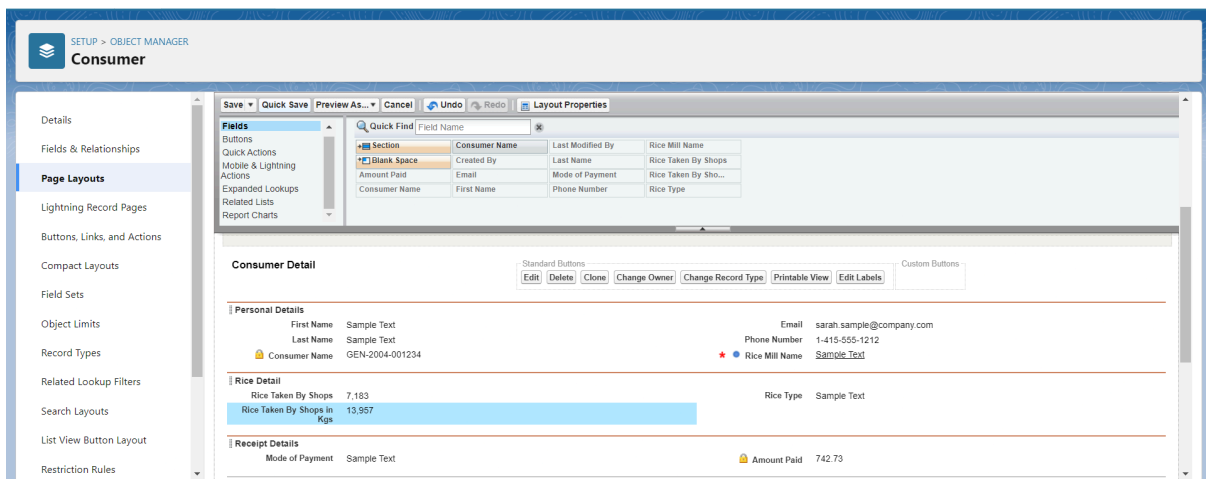 SETUP > OBJECT MANAGER
Consumer
Details
Fields & Relationships
Page Layouts
Lightning Record Pages
Buttons, Links, and Actions
Compact Layouts
Field Sets
Object Limits
Record Types
Related Lookup Filters
Search Layouts
List View Button Layout
Restriction Rules
Save Quick Save Preview As... Cancel Undo Redo Layout Properties
Fields
Buttons
Quick Actions
Mobile & Lightning
Actions
Expanded Lookups
Related Lists
Report Charts
Quick Find Field Name
Section Consumer Name Last Modified By Rice Mill Name
Blank Space Created By Last Name Rice Taken By Shops
Amount Paid Email Mode of Payment Rice Taken By Sho...
Consumer Name First Name Phone Number Rice Type
Consumer Detail
Standard Buttons
Edit Delete Clone Change Owner Change Record Type Printable View Edit Labels
Custom Buttons
Personal Details
First Name Sample Text Email sarah.sample@company.com
Last Name Sample Text Phone Number 1-415-555-1212
Consumer Name GEN-2004-001234 * Rice Mill Name Sample Text
Rice Detail
Rice Taken By Shops 7,183 Rice Type Sample Text
Rice Taken By Shops in 13,957
Kgs
Receipt Details
Mode of Payment Sample Text Amount Paid 742.73